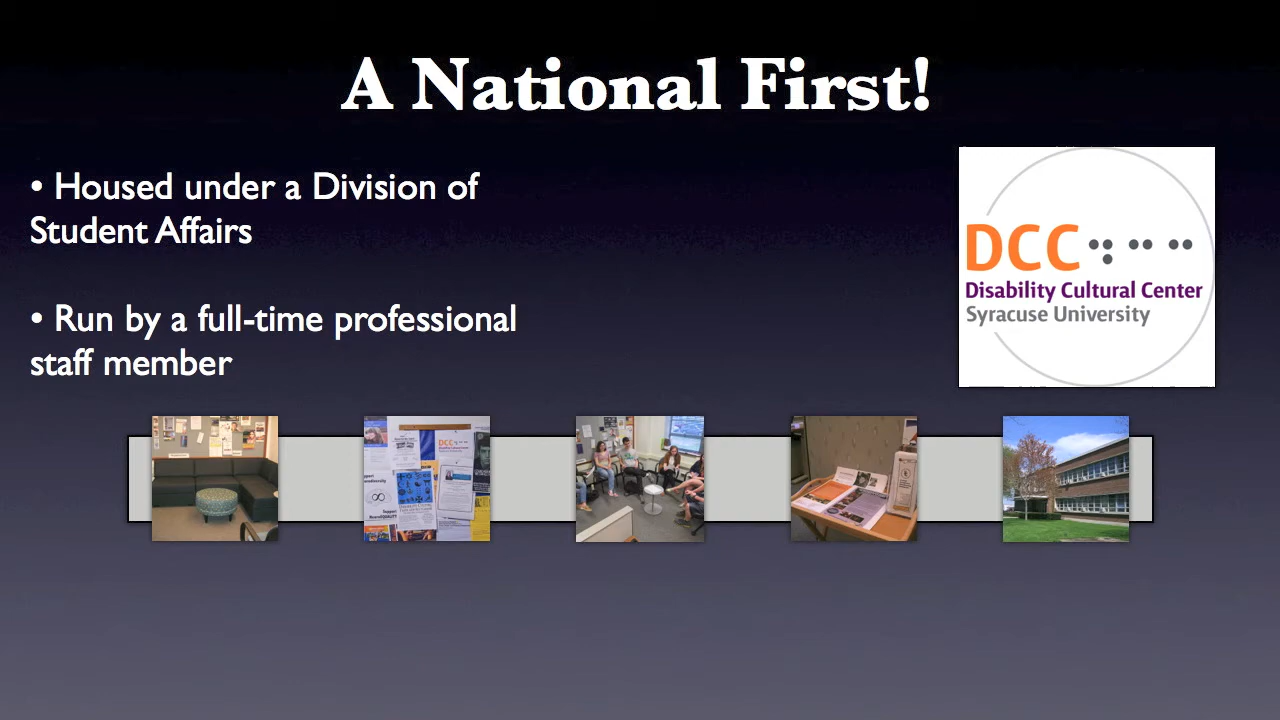 A National First!
• Housed under a Division of
Student Affairs
• Run by a full-time professional
staff member
DCC
Disability Cultural Center
Syracuse University
DCC